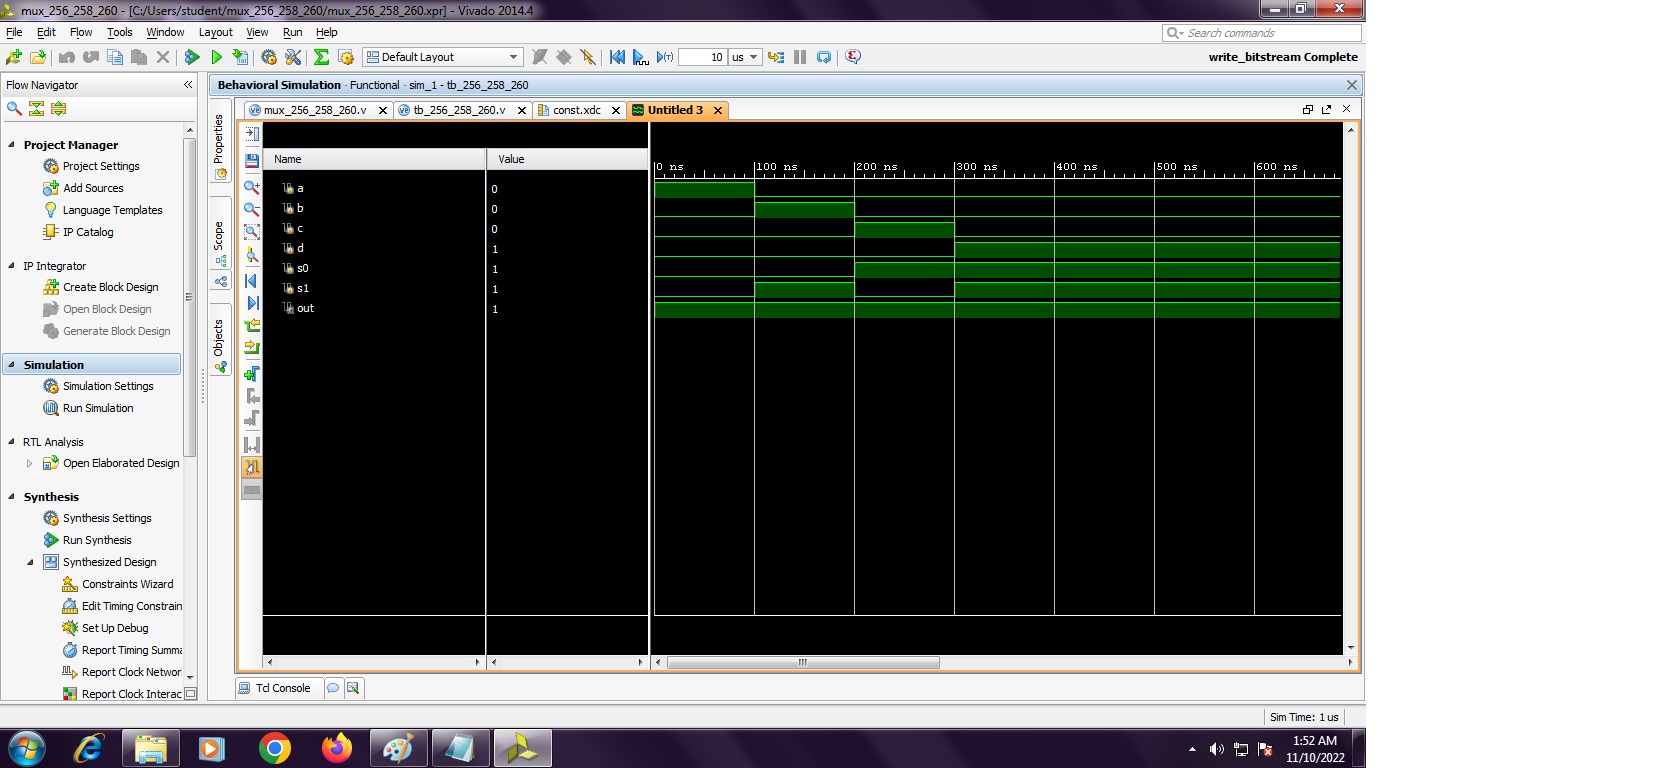 mux_256_258_260 - [C:/Users/student/mux_256_258_260/mux_256_258_260.xpr] - Vivado 2014.4
File Edit Flow Tools Window Layout View Run Help
Search commands
Default Layout
10 us
write_bitstream Complete
Flow Navigator
Project Manager
Project Settings
Add Sources
Language Templates
IP Catalog
IP Integrator
Create Block Design
Open Block Design
Generate Block Design
Simulation
Simulation Settings
Run Simulation
RTL Analysis
Open Elaborated Design
Synthesis
Synthesis Settings
Run Synthesis
Synthesized Design
Constraints Wizard
Edit Timing Constrain
Set Up Debug
Report Timing Summa
Report Clock Networ
Report Clock Interac
Behavioral Simulation - Functional - sim_1 - tb_256_258_260
mux_256_258_260.v tb_256_258_260.v const.xdc Untitled 3
Properties
Scope
Objects
Name Value
0 ns 100 ns 200 ns 300 ns 400 ns 500 ns 600 ns
a 0
b 0
c 0
d 1
s0 1
s1 1
out 1
Tcl Console
Sim Time: 1 us
1:52 AM
11/10/2022